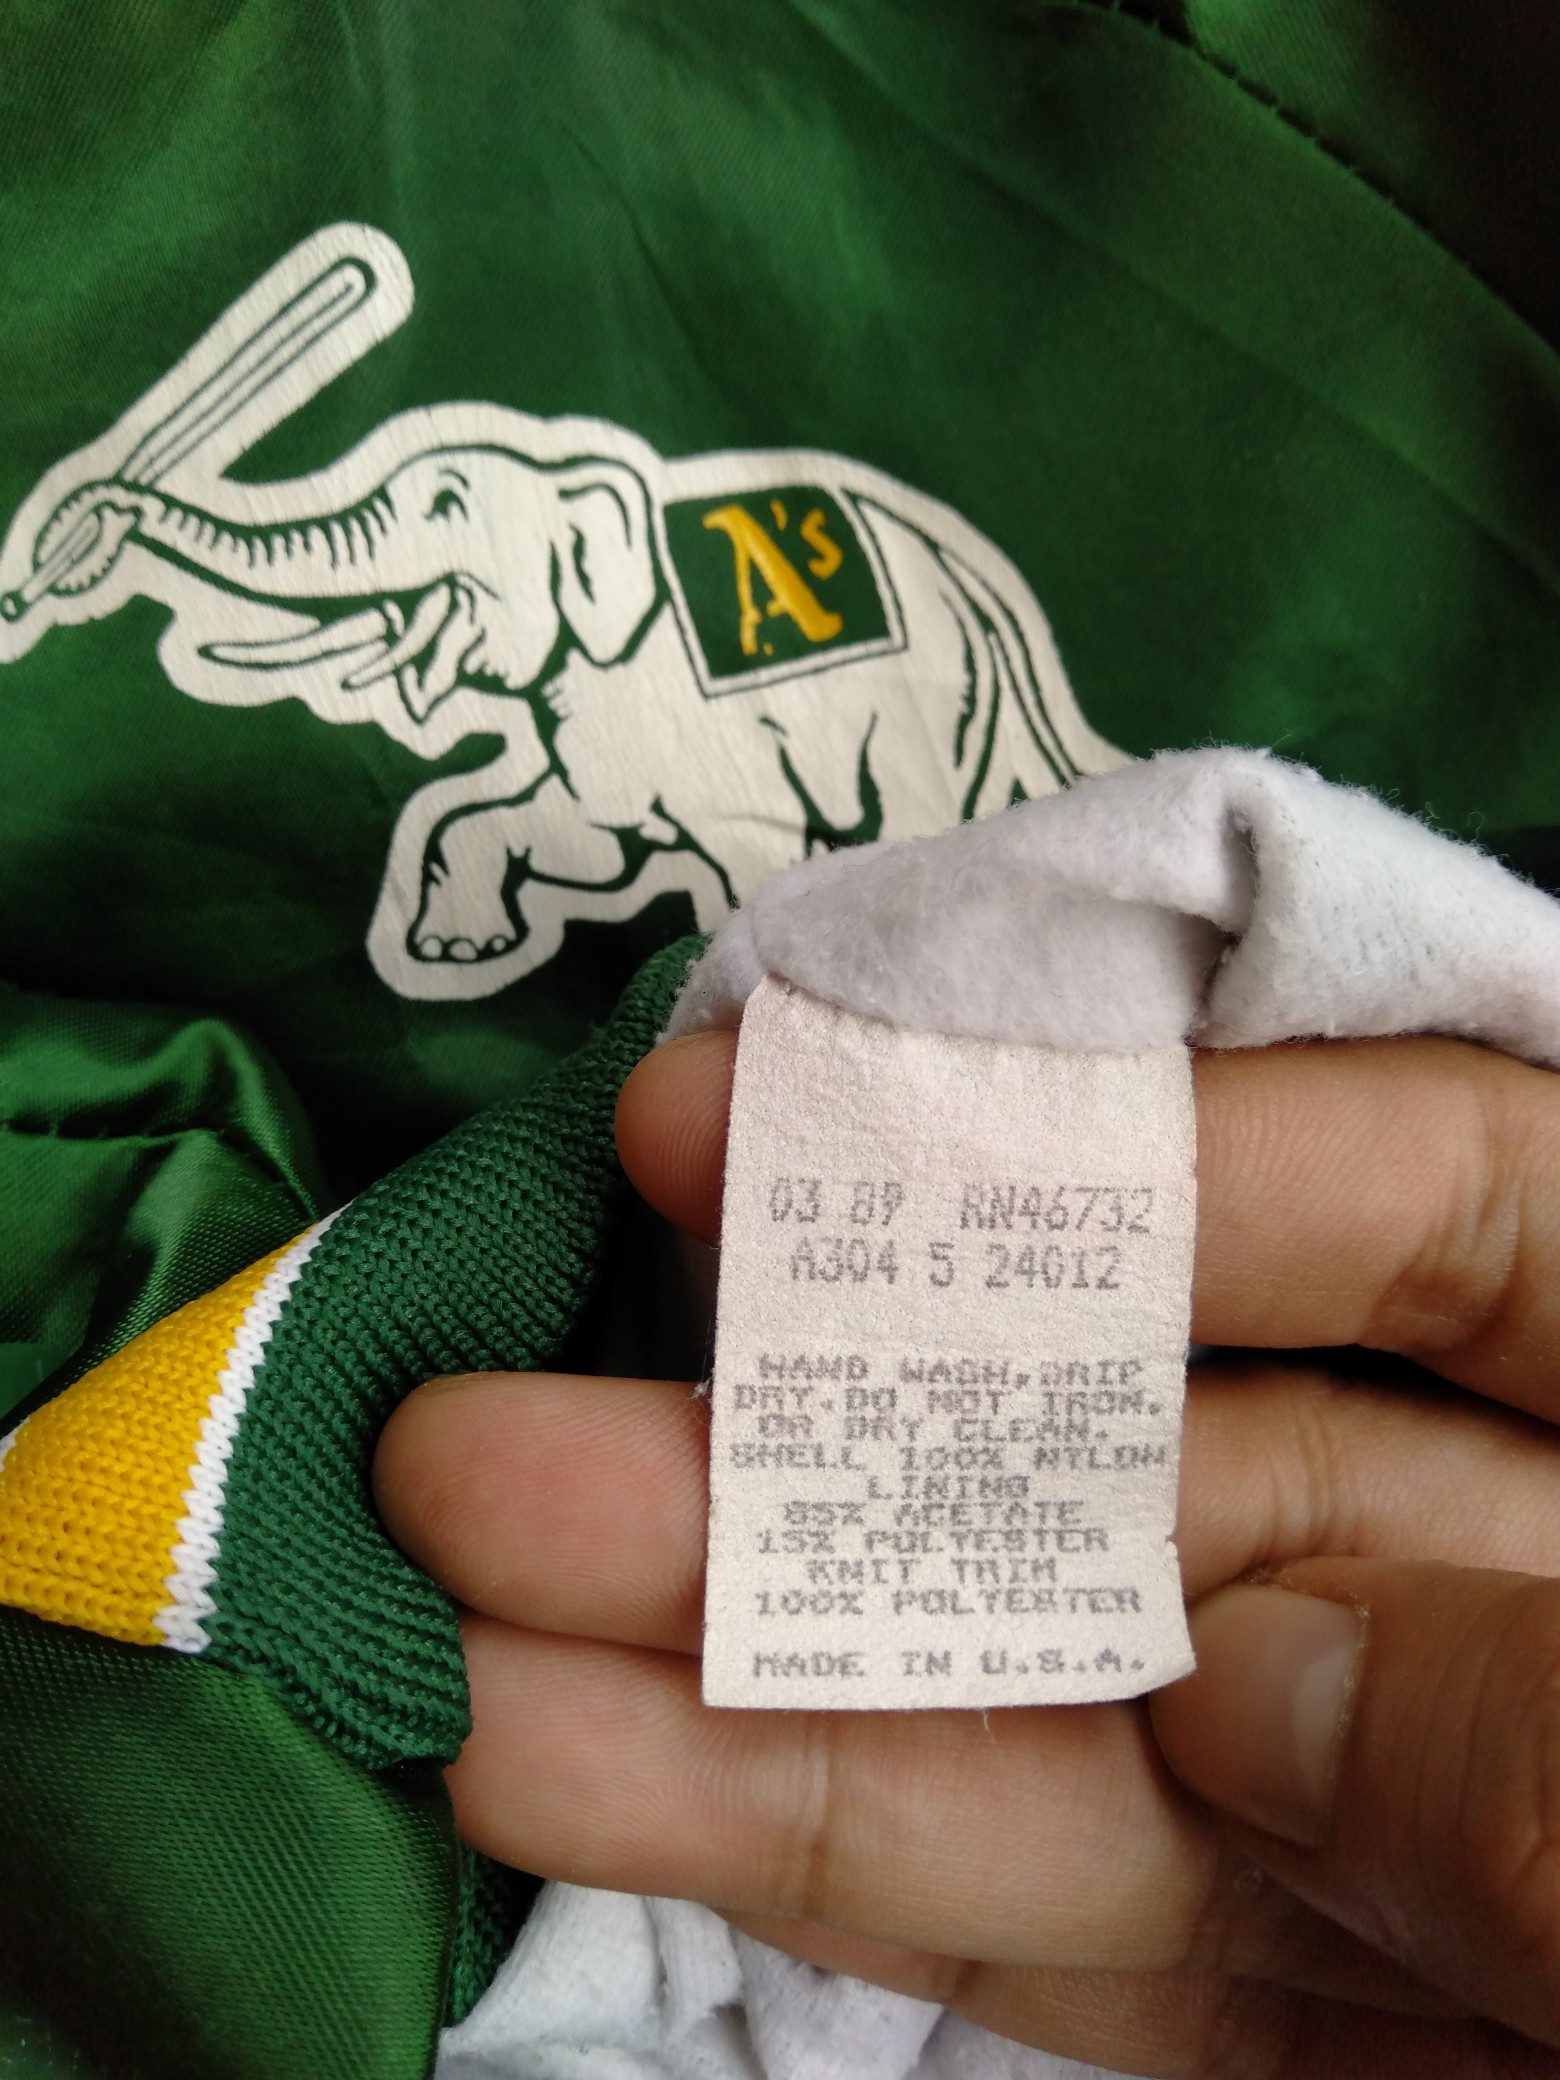 A's
03 89 RN46732
A304 5 24012
HAND WASH, DRIP
DRY. DO NOT IRON.
OR DRY CLEAN.
SHELL 100% NYLON
LINING
85% ACETATE
15% POLYESTER
KNIT TRIM
100% POLYESTER
MADE IN U.S.A.